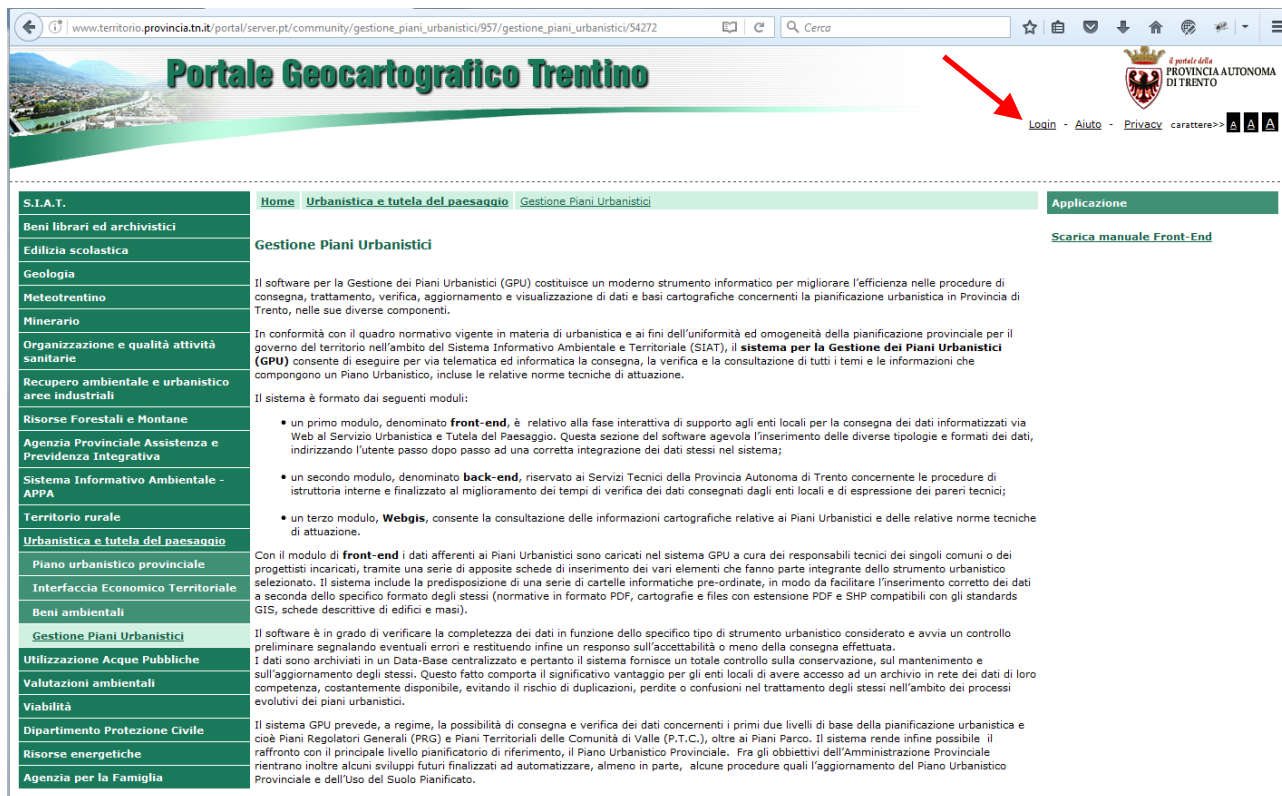 www.territorio.provincia.tn.it/portal/server.pt/community/gestione_piani_urbanistici/957/gestione_piani_urbanistici/54272
Cerca
Portale Geocartografico Trentino
il portale della
PROVINCIA AUTONOMA
DI TRENTO
Login - Aiuto - Privacy carattere>> A A A
S.I.A.T.
Beni librari ed archivistici
Edilizia scolastica
Geologia
Meteotrentino
Minerario
Organizzazione e qualità attività
sanitarie
Recupero ambientale e urbanistico
aree industriali
Risorse Forestali e Montane
Agenzia Provinciale Assistenza e
Previdenza Integrativa
Sistema Informativo Ambientale -
APPA
Territorio rurale
Urbanistica e tutela del paesaggio
Piano urbanistico provinciale
Interfaccia Economico Territoriale
Beni ambientali
Gestione Piani Urbanistici
Utilizzazione Acque Pubbliche
Valutazioni ambientali
Viabilità
Dipartimento Protezione Civile
Risorse energetiche
Agenzia per la Famiglia
Home Urbanistica e tutela del paesaggio Gestione Piani Urbanistici
Gestione Piani Urbanistici
Il software per la Gestione dei Piani Urbanistici (GPU) costituisce un moderno strumento informatico per migliorare l'efficienza nelle procedure di
consegna, trattamento, verifica, aggiornamento e visualizzazione di dati e basi cartografiche concernenti la pianificazione urbanistica in Provincia di
Trento, nelle sue diverse componenti.
In conformità con il quadro normativo vigente in materia di urbanistica e ai fini dell'uniformità ed omogeneità della pianificazione provinciale per il
governo del territorio nell'ambito del Sistema Informativo Ambientale e Territoriale (SIAT), il sistema per la Gestione dei Piani Urbanistici
(GPU) consente di eseguire per via telematica ed informatica la consegna, la verifica e la consultazione di tutti i temi e le informazioni che
compongono un Piano Urbanistico, incluse le relative norme tecniche di attuazione.
Il sistema è formato dai seguenti moduli:
• un primo modulo, denominato front-end, è relativo alla fase interattiva di supporto agli enti locali per la consegna dei dati informatizzati via
Web al Servizio Urbanistica e Tutela del Paesaggio. Questa sezione del software agevola l'inserimento delle diverse tipologie e formati dei dati,
indirizzando l'utente passo dopo passo ad una corretta integrazione dei dati stessi nel sistema;
• un secondo modulo, denominato back-end, riservato ai Servizi Tecnici della Provincia Autonoma di Trento concernente le procedure di
istruttoria interne e finalizzato al miglioramento dei tempi di verifica dei dati consegnati dagli enti locali e di espressione dei pareri tecnici;
• un terzo modulo, Webgis, consente la consultazione delle informazioni cartografiche relative ai Piani Urbanistici e delle relative norme tecniche
di attuazione.
Con il modulo di front-end i dati afferenti ai Piani Urbanistici sono caricati nel sistema GPU a cura dei responsabili tecnici dei singoli comuni o dei
progettisti incaricati, tramite una serie di apposite schede di inserimento dei vari elementi che fanno parte integrante dello strumento urbanistico
selezionato. Il sistema include la predisposizione di una serie di cartelle informatiche pre-ordinate, in modo da facilitare l'inserimento corretto dei dati
a seconda dello specifico formato degli stessi (normative in formato PDF, cartografie e files con estensione PDF e SHP compatibili con gli standards
GIS, schede descrittive di edifici e masi).
Il software è in grado di verificare la completezza dei dati in funzione dello specifico tipo di strumento urbanistico considerato e avvia un controllo
preliminare segnalando eventuali errori e restituendo infine un responso sull'accettabilità o meno della consegna effettuata.
I dati sono archiviati in un Data-Base centralizzato e pertanto il sistema fornisce un totale controllo sulla conservazione, sul mantenimento e
sull'aggiornamento degli stessi. Questo fatto comporta il significativo vantaggio per gli enti locali di avere accesso ad un archivio in rete dei dati di loro
competenza, costantemente disponibile, evitando il rischio di duplicazioni, perdite o confusioni nel trattamento degli stessi nell'ambito dei processi
evolutivi dei piani urbanistici.
Il sistema GPU prevede, a regime, la possibilità di consegna e verifica dei dati concernenti i primi due livelli di base della pianificazione urbanistica e
cioè Piani Regolatori Generali (PRG) e Piani Territoriali delle Comunità di Valle (P.T.C.), oltre ai Piani Parco. Il sistema rende infine possibile il
raffronto con il principale livello pianificatorio di riferimento, il Piano Urbanistico Provinciale. Fra gli obbiettivi dell'Amministrazione Provinciale
rientrano inoltre alcuni sviluppi futuri finalizzati ad automatizzare, almeno in parte, alcune procedure quali l'aggiornamento del Piano Urbanistico
Provinciale e dell'Uso del Suolo Pianificato.
Applicazione
Scarica manuale Front-End